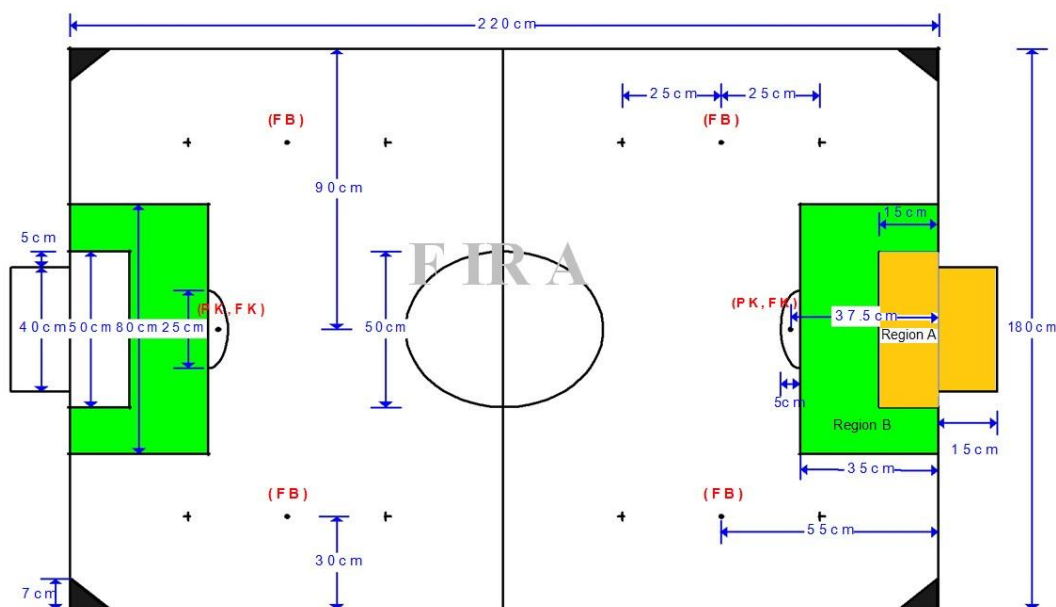 220cm
25cm 25cm
(FB) (FB)
90cm
15cm
5cm
FIRA
(PK,FK) (PK,FK)
37.5cm
40cm 50cm 80cm 25cm 50cm 180cm
Region A
5cm
Region B
15cm
35cm
(FB) (FB)
55cm
30cm
7cm